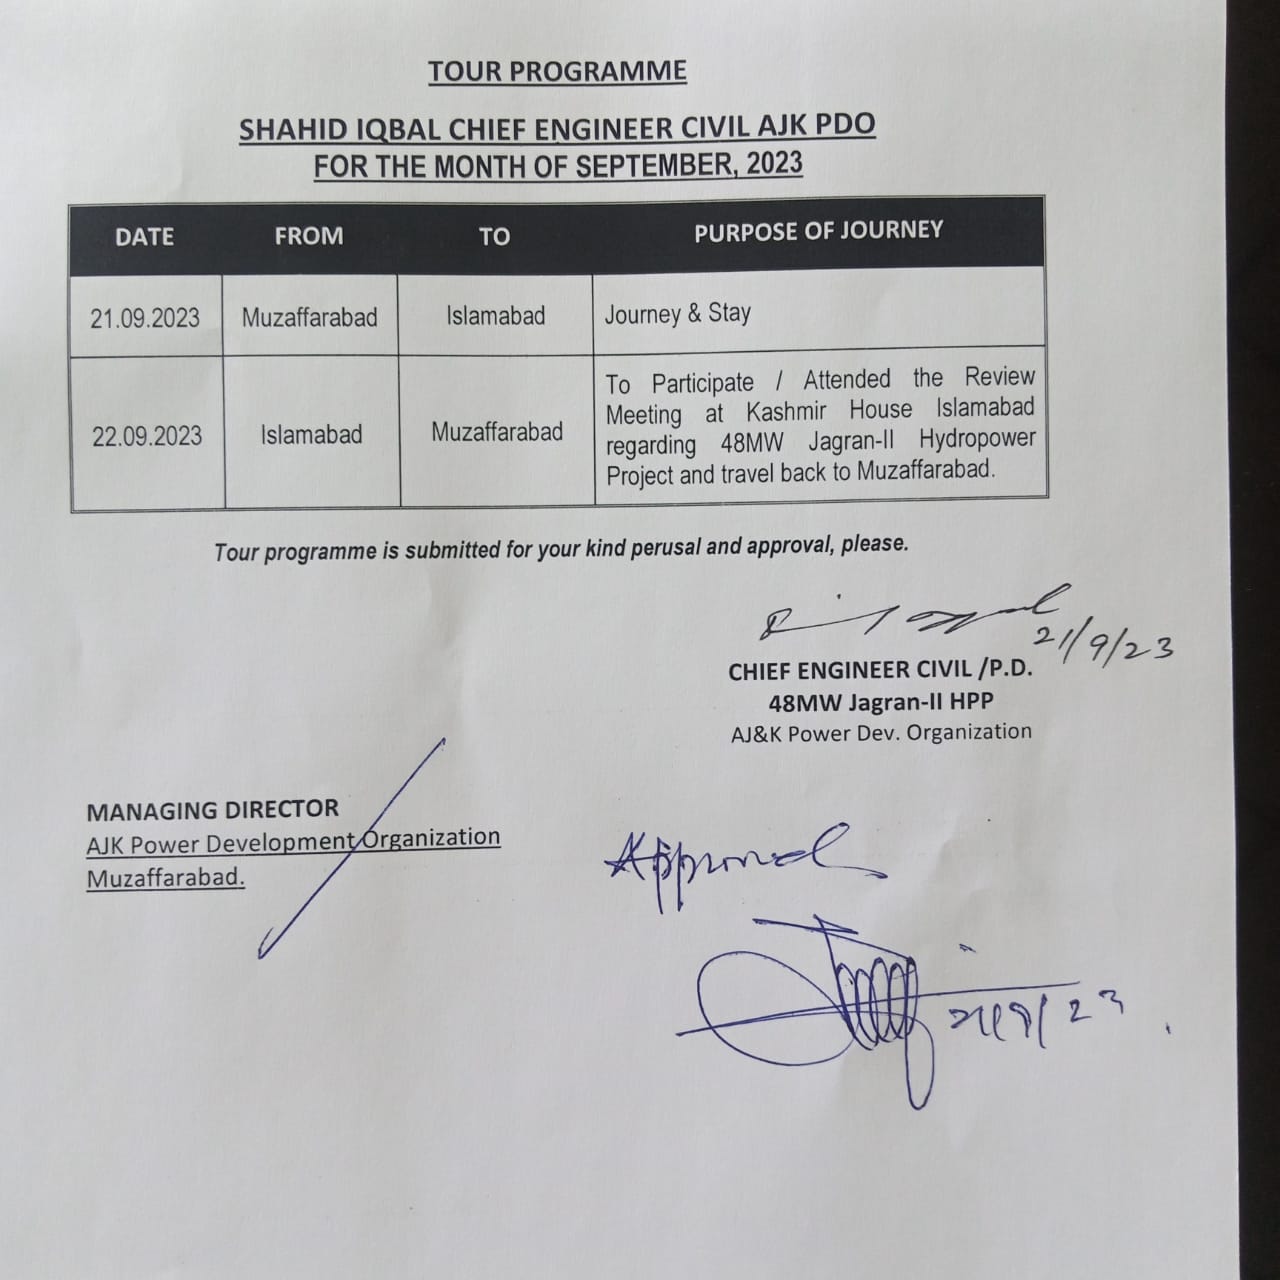 TOUR PROGRAMME
SHAHID IQBAL CHIEF ENGINEER CIVIL AJK PDO
FOR THE MONTH OF SEPTEMBER, 2023
DATE FROM TO PURPOSE OF JOURNEY
21.09.2023 Muzaffarabad Islamabad Journey & Stay
22.09.2023 Islamabad Muzaffarabad To Participate / Attended the Review
Meeting at Kashmir House Islamabad
regarding 48MW Jagran-II Hydropower
Project and travel back to Muzaffarabad.
Tour programme is submitted for your kind perusal and approval, please.
21/9/23
CHIEF ENGINEER CIVIL /P.D.
48MW Jagran-II HPP
AJ&K Power Dev. Organization
MANAGING DIRECTOR
AJK Power Development Organization
Muzaffarabad.
Approved
21/9/23